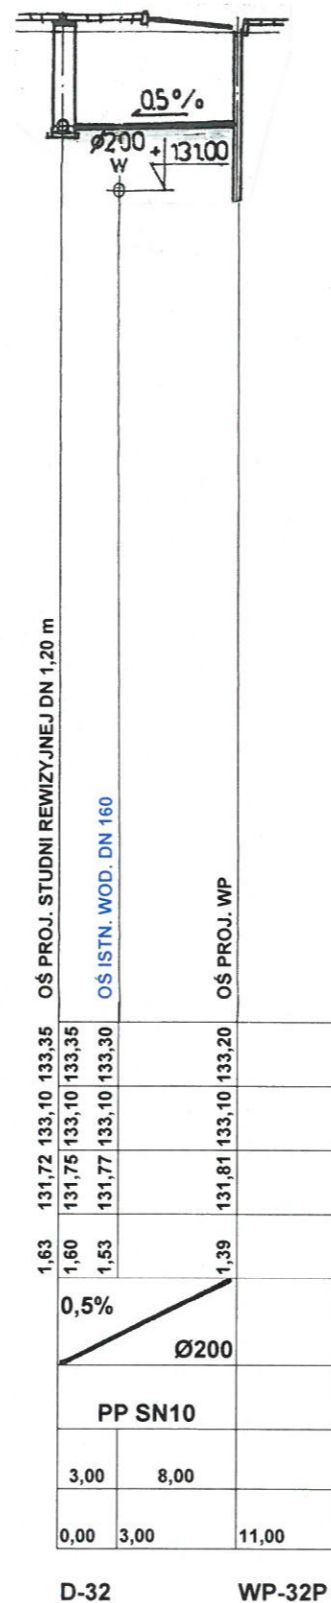 0.5%
Ø200
W
+ 131.00
OŚ PROJ. STUDNI REWIZYJNEJ DN 1,20 m
OŚ ISTN. WOD. DN 160
OŚ PROJ. WP
133,35 133,35 133,30 133,20
133,10 133,10 133,10 133,10
131,72 131,75 131,77 131,81
1,63 1,60 1,53 1,39
0,5%
Ø200
PP SN10
3,00 8,00
0,00 3,00 11,00
D-32 WP-32P